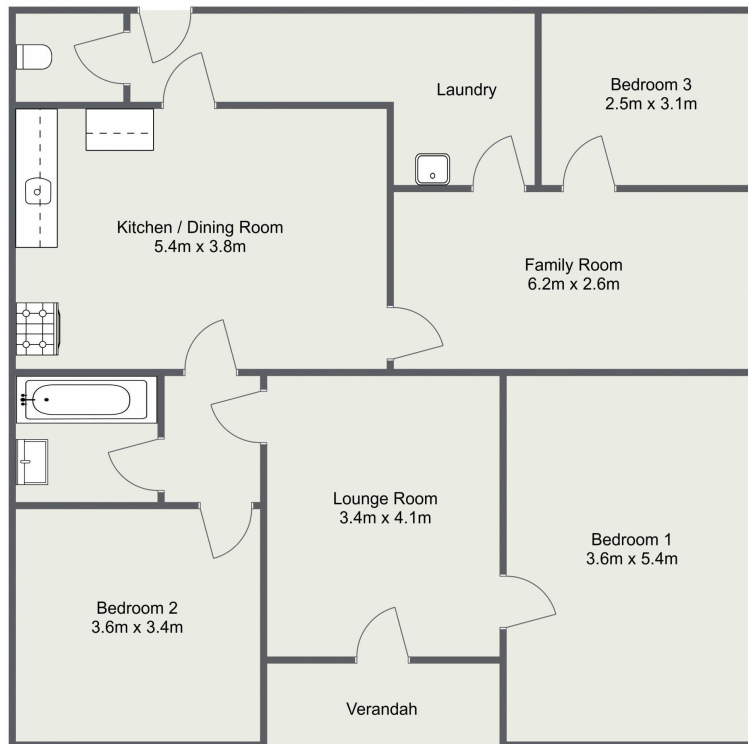 Laundry
Bedroom 3
2.5m x 3.1m
Kitchen / Dining Room
5.4m x 3.8m
Family Room
6.2m x 2.6m
Lounge Room
3.4m x 4.1m
Bedroom 1
3.6m x 5.4m
Bedroom 2
3.6m x 3.4m
Verandah